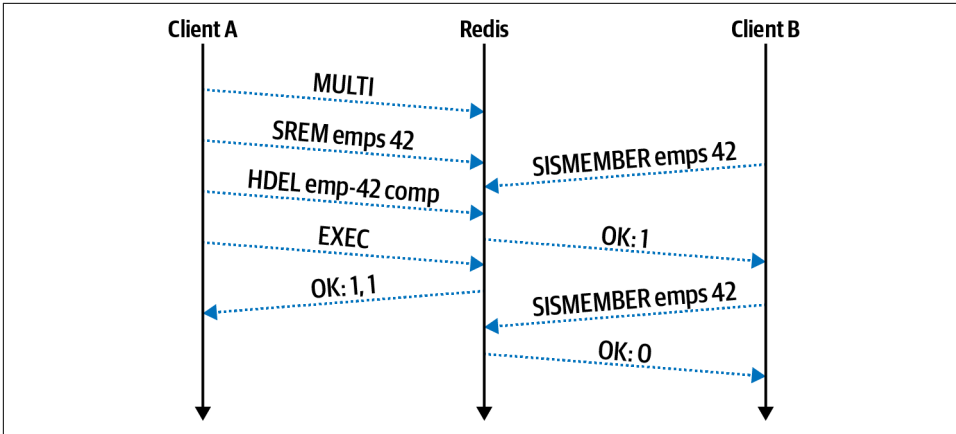 Client A
Redis
Client B
MULTI
SREM emps 42
SISMEMBER emps 42
HDEL emp-42 comp
EXEC
OK: 1
OK: 1, 1
SISMEMBER emps 42
OK: 0